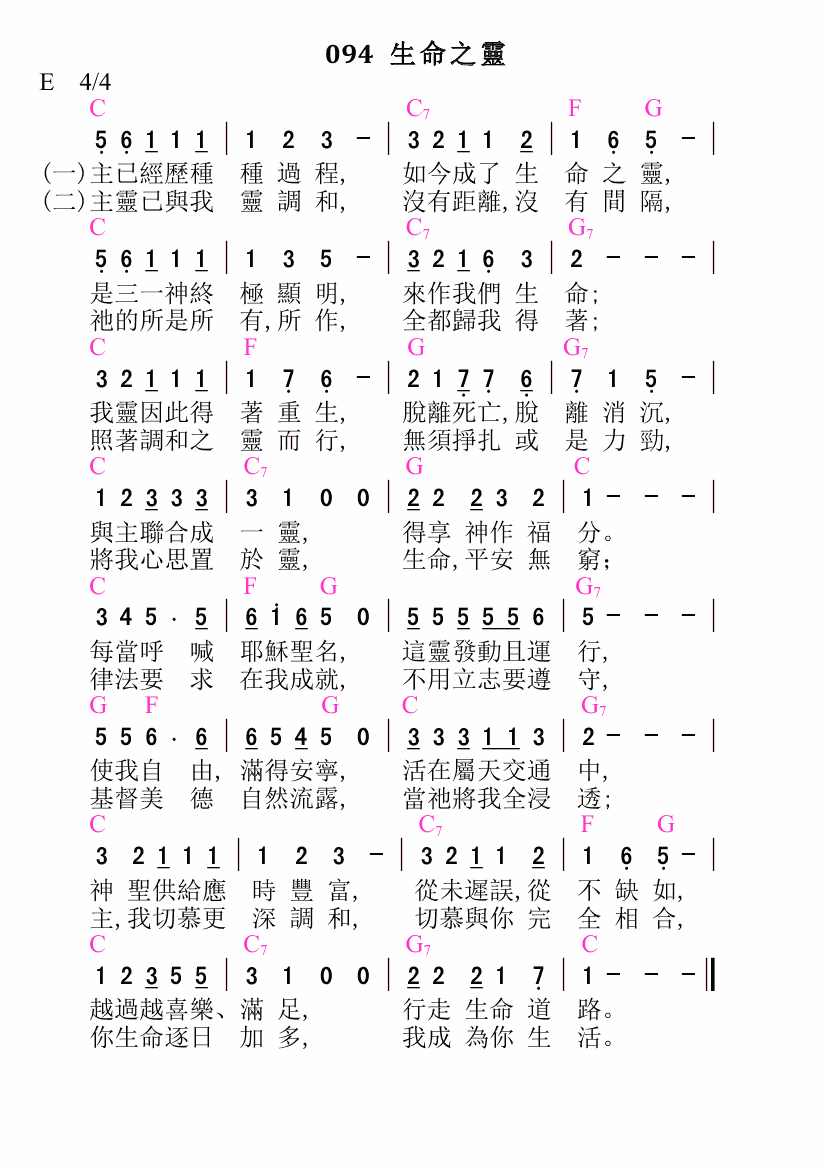 094 生命之靈
E 4/4
C C7 F G
5̣ 6̣ 1 1 1 | 1 2 3 - | 3 2 1 1 2 | 1 6̣ 5̣ - |
(一)主已經歷種 種 過 程, 如今成了 生 命 之 靈,
(二)主靈已與我 靈 調 和, 沒有距離,沒 有 間 隔,
C C7 G7
5̣ 6̣ 1 1 1 | 1 3 5 - | 3 2 1 6̣ 3 | 2 - - - |
是三一神終 極 顯 明, 來作我們 生 命;
祂的所是所 有,所 作, 全都歸我 得 著;
C F G G7
3 2 1 1 1 | 1 7̣ 6̣ - | 2 1 7̣ 7̣ 6̣ | 7̣ 1 5̣ - |
我靈因此得 著 重 生, 脫離死亡,脫 離 消 沉,
照著調和之 靈 而 行, 無須掙扎 或 是 力 勁,
C C7 G C
1 2 3 3 3 | 3 1 0 0 | 2 2 2 3 2 | 1 - - - |
與主聯合成 一 靈, 得享 神作 福 分。
將我心思置 於 靈, 生命,平安 無 窮;
C F G G7
3 4 5 . 5 | 6 1̇ 6 5 0 | 5 5 5 5 5 6 | 5 - - - |
每當呼 喊 耶穌聖名, 這靈發動且運 行,
律法要 求 在我成就, 不用立志要遵 守,
G F G C G7
5 5 6 . 6 | 6 5 4 5 0 | 3 3 3 1 1 3 | 2 - - - |
使我自 由, 滿得安寧, 活在屬天交通 中,
基督美 德 自然流露, 當祂將我全浸 透;
C C7 F G
3 2 1 1 1 | 1 2 3 - | 3 2 1 1 2 | 1 6̣ 5̣ - |
神 聖供給應 時 豐 富, 從未遲誤,從 不 缺 如,
主,我切慕更 深 調 和, 切慕與你 完 全 相 合,
C C7 G7 C
1 2 3 5 5 | 3 1 0 0 | 2 2 2 1 7̣ | 1 - - - ||
越過越喜樂、滿 足, 行走 生命 道 路。
你生命逐日 加 多, 我成 為你 生 活。